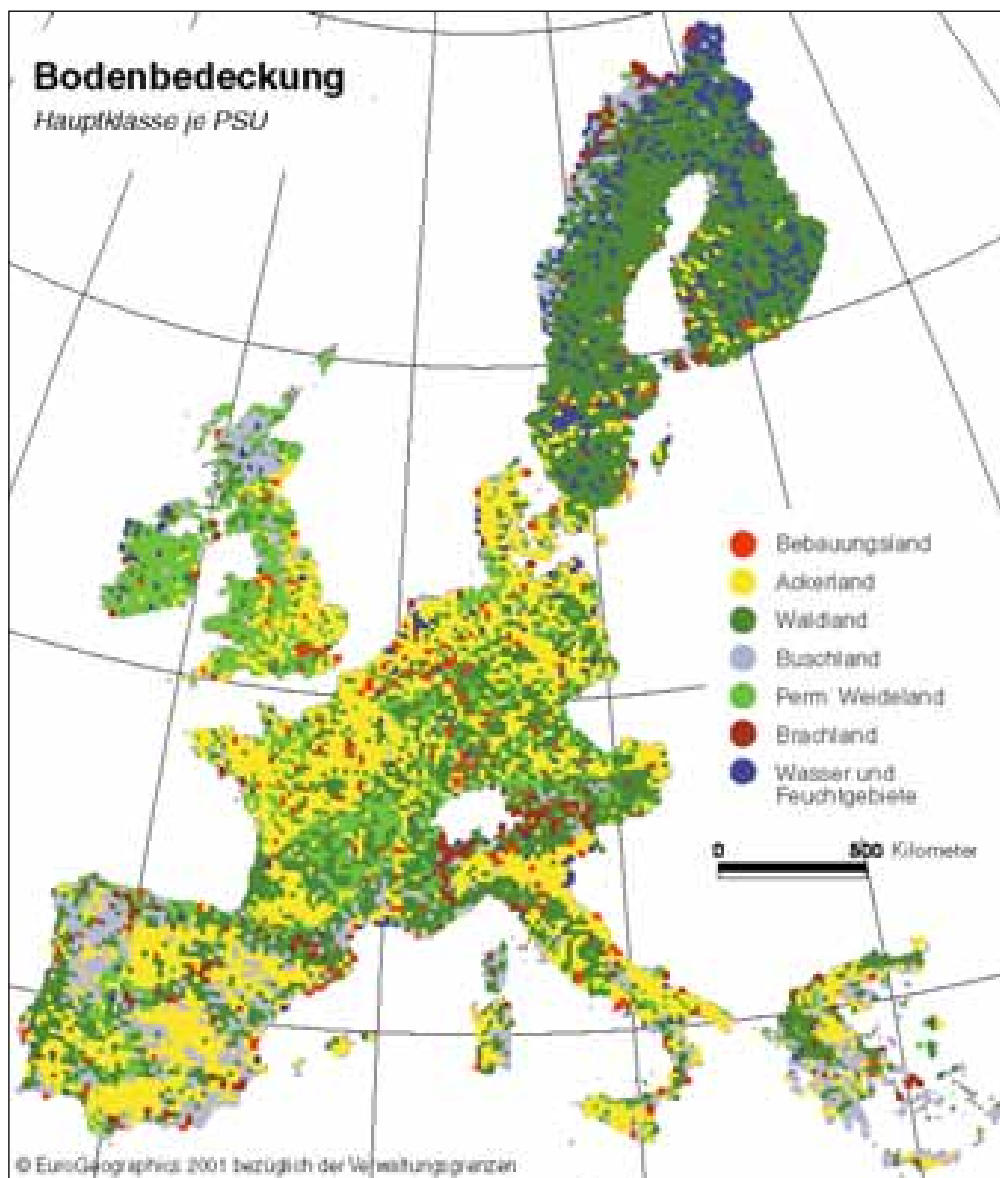 Bodenbedeckung
Hauptklasse je PSU
Bebauungsland
Ackerland
Waldland
Buschland
Perm. Weideland
Brachland
Wasser und
Feuchtgebiete
0 500 Kilometer
© EuroGeographics 2001 bezüglich der Verwaltungsgrenzen